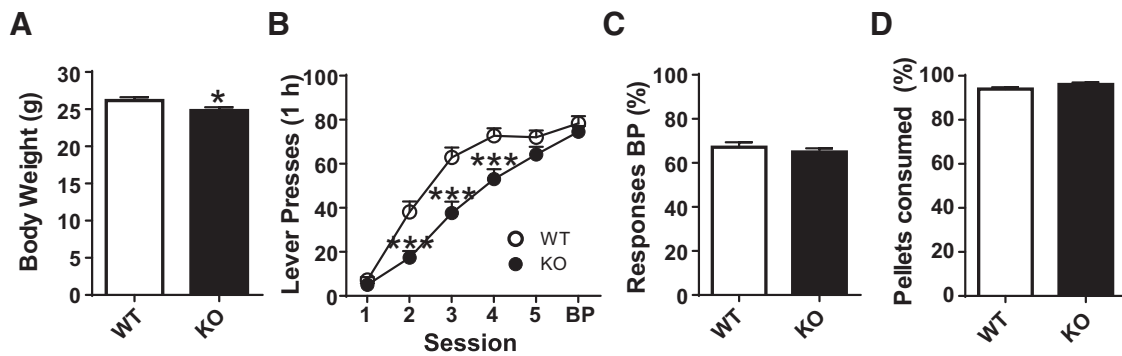 A
Body Weight (g)
30
25
20
15
10
5
0
*
WT
KO
B
Lever Presses (1 h)
100
80
60
40
20
0
***
***
***
WT
KO
1 2 3 4 5 BP
Session
C
Responses BP (%)
100
80
60
40
20
0
WT
KO
D
Pellets consumed (%)
100
80
60
40
20
0
WT
KO